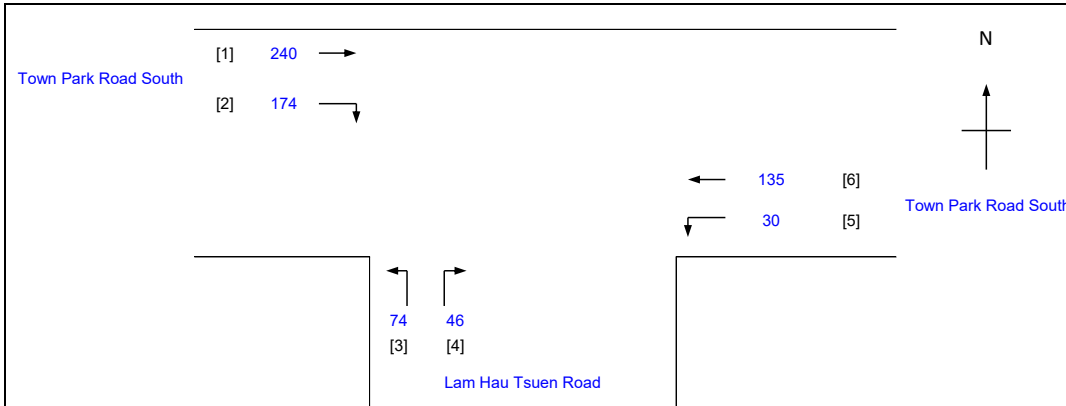 [1] 240
N
Town Park Road South
[2] 174
135 [6]
Town Park Road South
30 [5]
74 46
[3] [4]
Lam Hau Tsuen Road